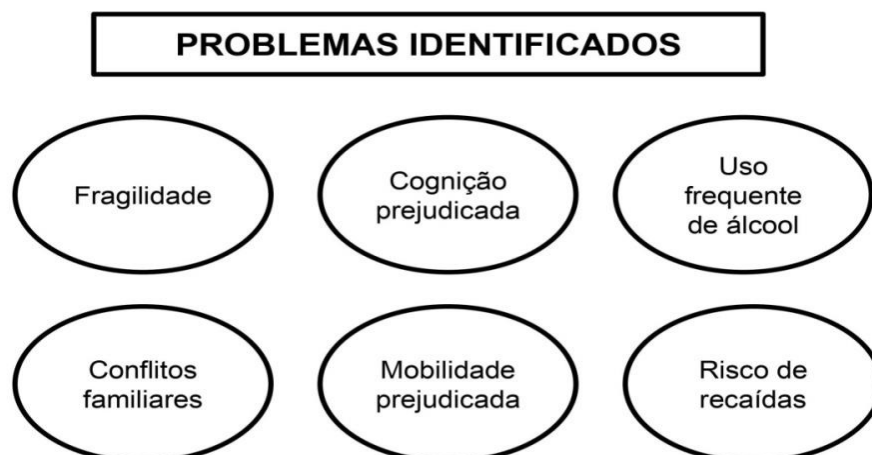 PROBLEMAS IDENTIFICADOS
Fragilidade
Cognição
prejudicada
Uso
frequente
de álcool
Conflitos
familiares
Mobilidade
prejudicada
Risco de
recaídas